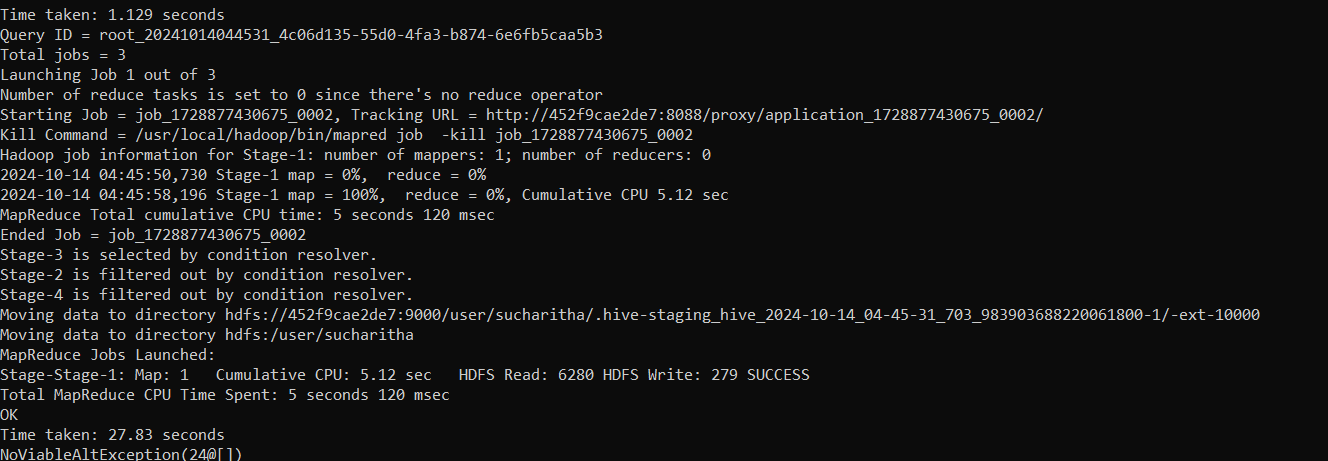 Time taken: 1.129 seconds
Query ID = root_20241014044531_4c06d135-55d0-4fa3-b874-6e6fb5caa5b3
Total jobs = 3
Launching Job 1 out of 3
Number of reduce tasks is set to 0 since there's no reduce operator
Starting Job = job_1728877430675_0002, Tracking URL = http://452f9cae2de7:8088/proxy/application_1728877430675_0002/
Kill Command = /usr/local/hadoop/bin/mapred job  -kill job_1728877430675_0002
Hadoop job information for Stage-1: number of mappers: 1; number of reducers: 0
2024-10-14 04:45:50,730 Stage-1 map = 0%,  reduce = 0%
2024-10-14 04:45:58,196 Stage-1 map = 100%,  reduce = 0%, Cumulative CPU 5.12 sec
MapReduce Total cumulative CPU time: 5 seconds 120 msec
Ended Job = job_1728877430675_0002
Stage-3 is selected by condition resolver.
Stage-2 is filtered out by condition resolver.
Stage-4 is filtered out by condition resolver.
Moving data to directory hdfs://452f9cae2de7:9000/user/sucharitha/.hive-staging_hive_2024-10-14_04-45-31_703_983903688220061800-1/-ext-10000
Moving data to directory hdfs:/user/sucharitha
MapReduce Jobs Launched:
Stage-Stage-1: Map: 1   Cumulative CPU: 5.12 sec   HDFS Read: 6280 HDFS Write: 279 SUCCESS
Total MapReduce CPU Time Spent: 5 seconds 120 msec
OK
Time taken: 27.83 seconds
NoViableAltException(24@[])